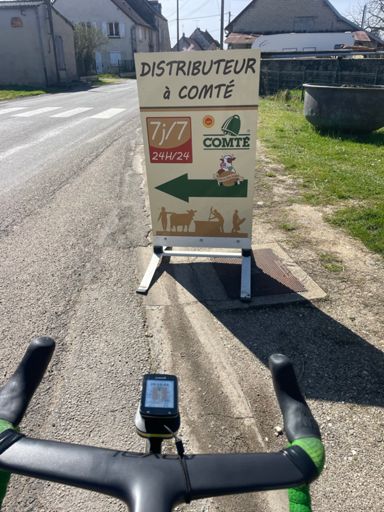 DISTRIBUTEUR
à COMTÉ
7j/7
24H/24
COMTÉ